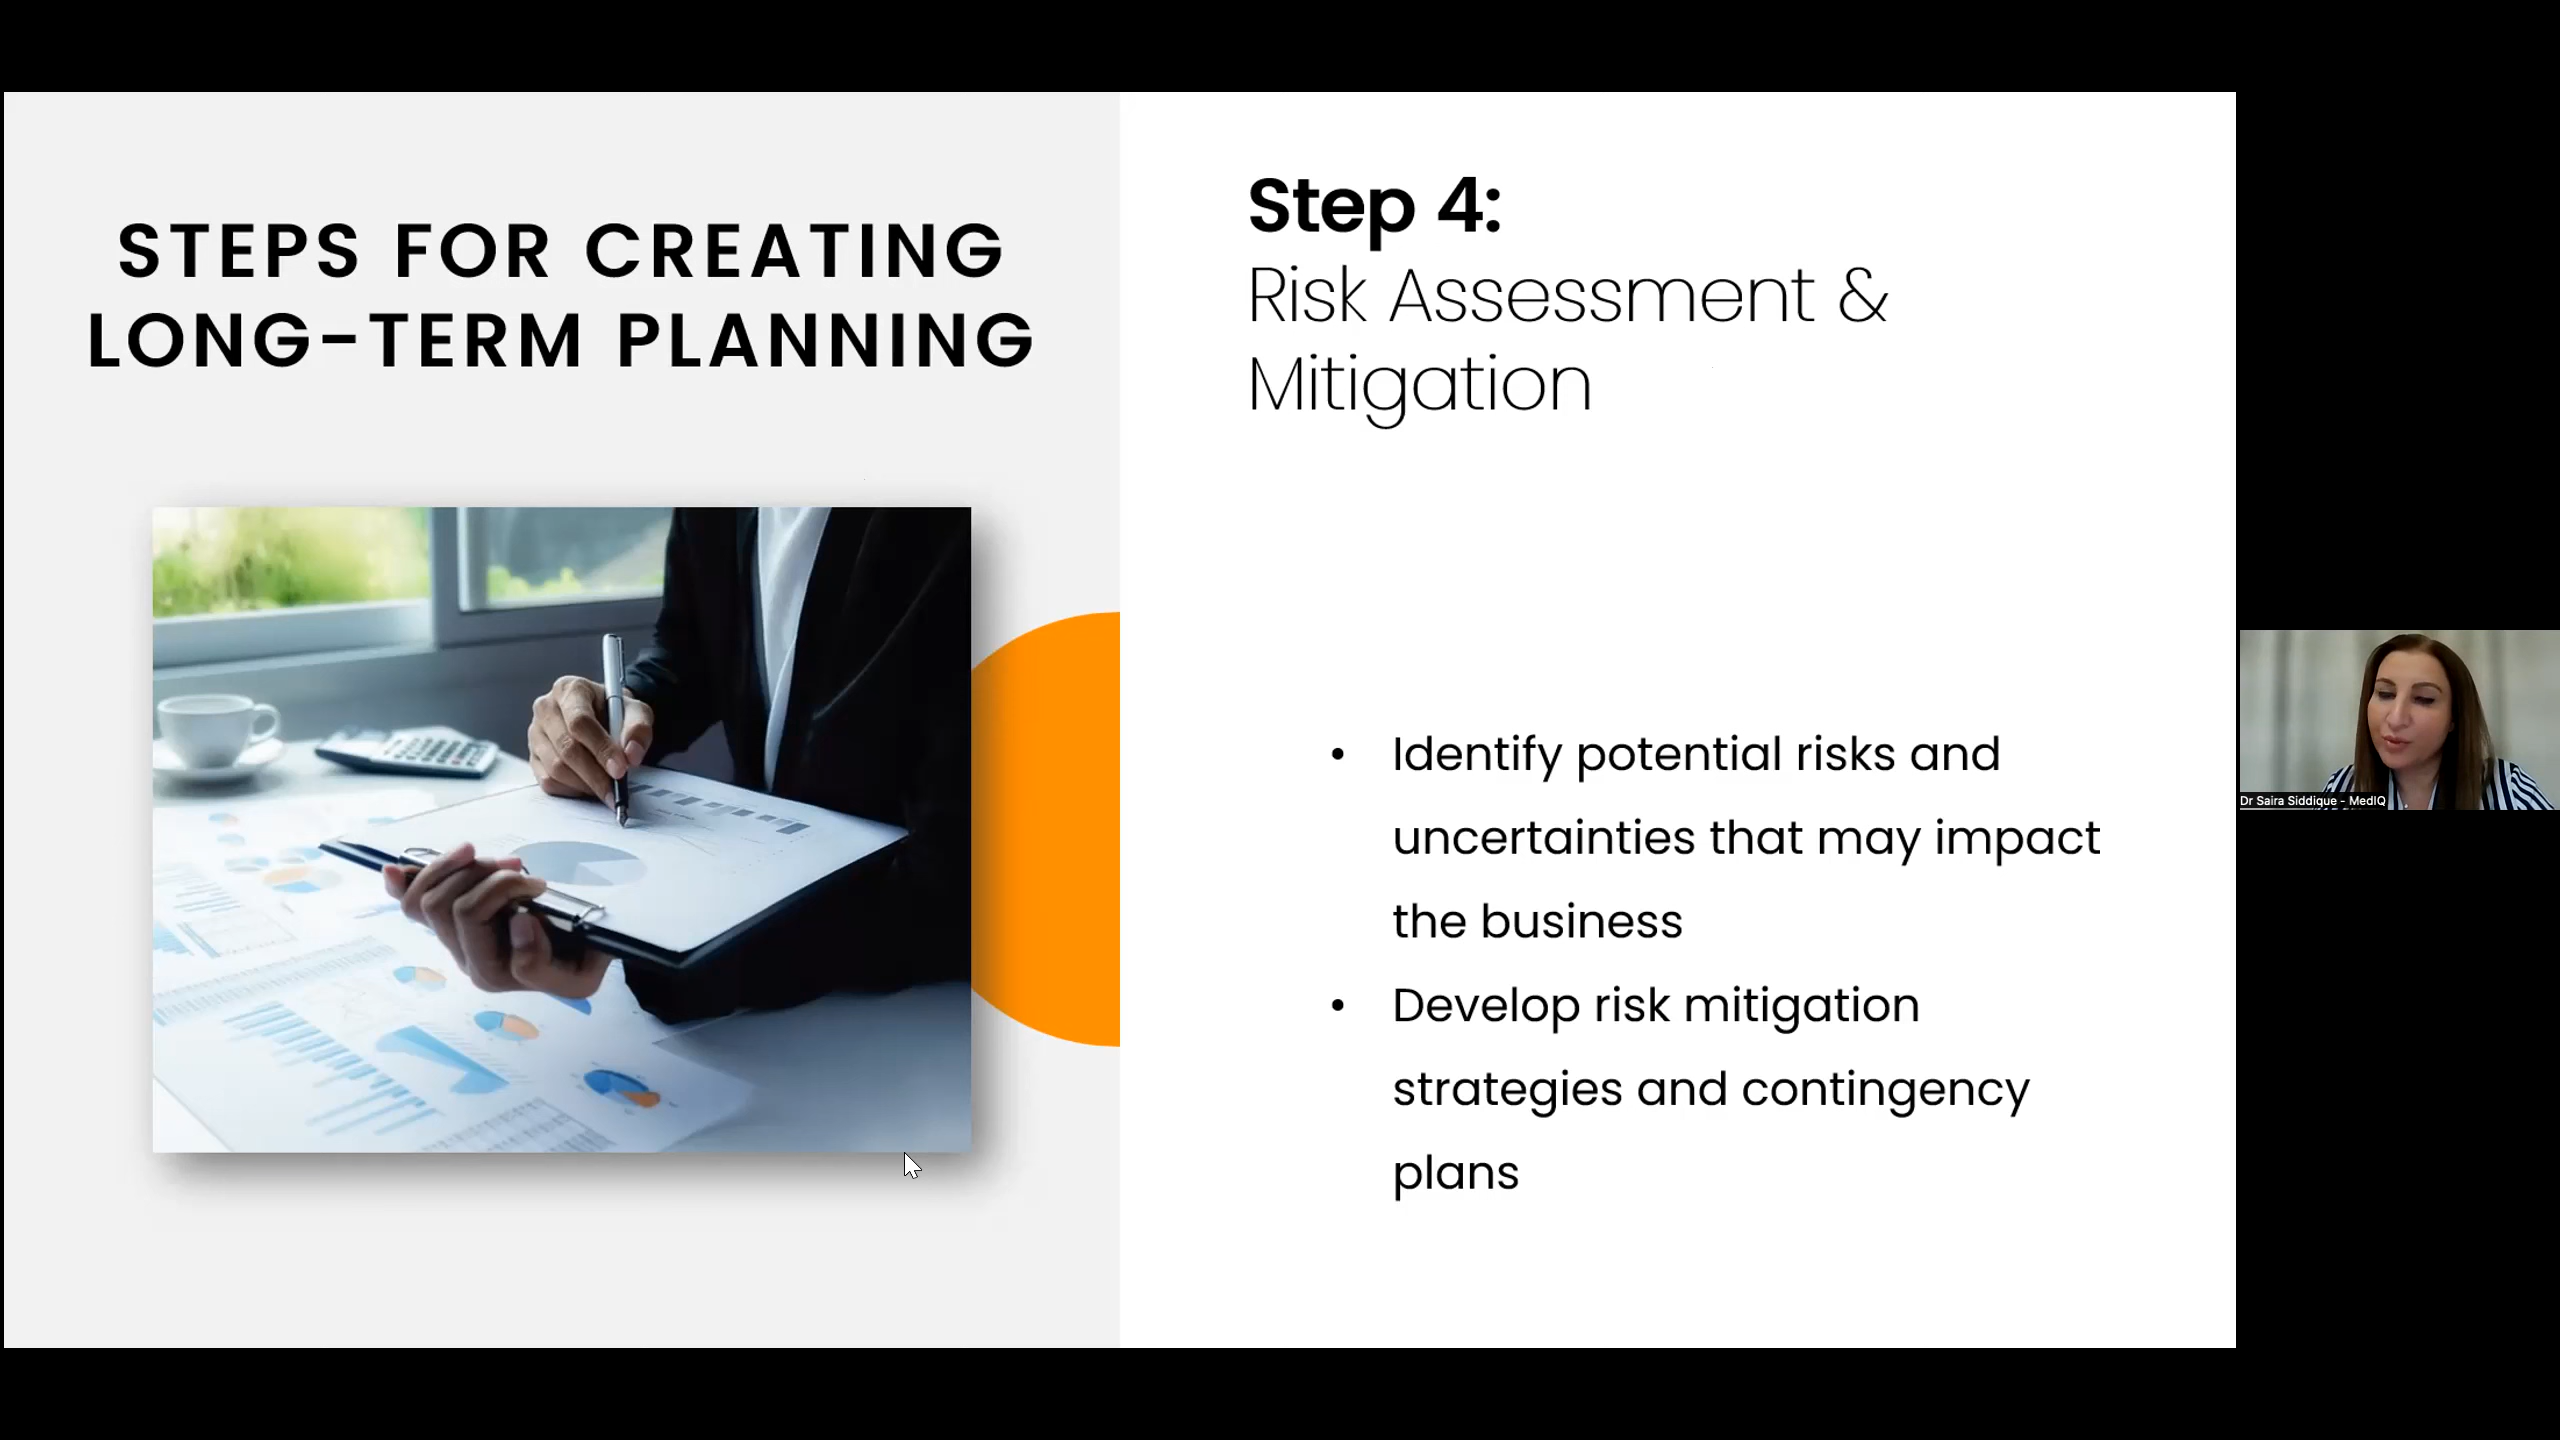 STEPS FOR CREATING
LONG-TERM PLANNING
Step 4:
Risk Assessment &
Mitigation
• Identify potential risks and
uncertainties that may impact
the business
• Develop risk mitigation
strategies and contingency
plans
Dr Saira Siddique - MedIQ